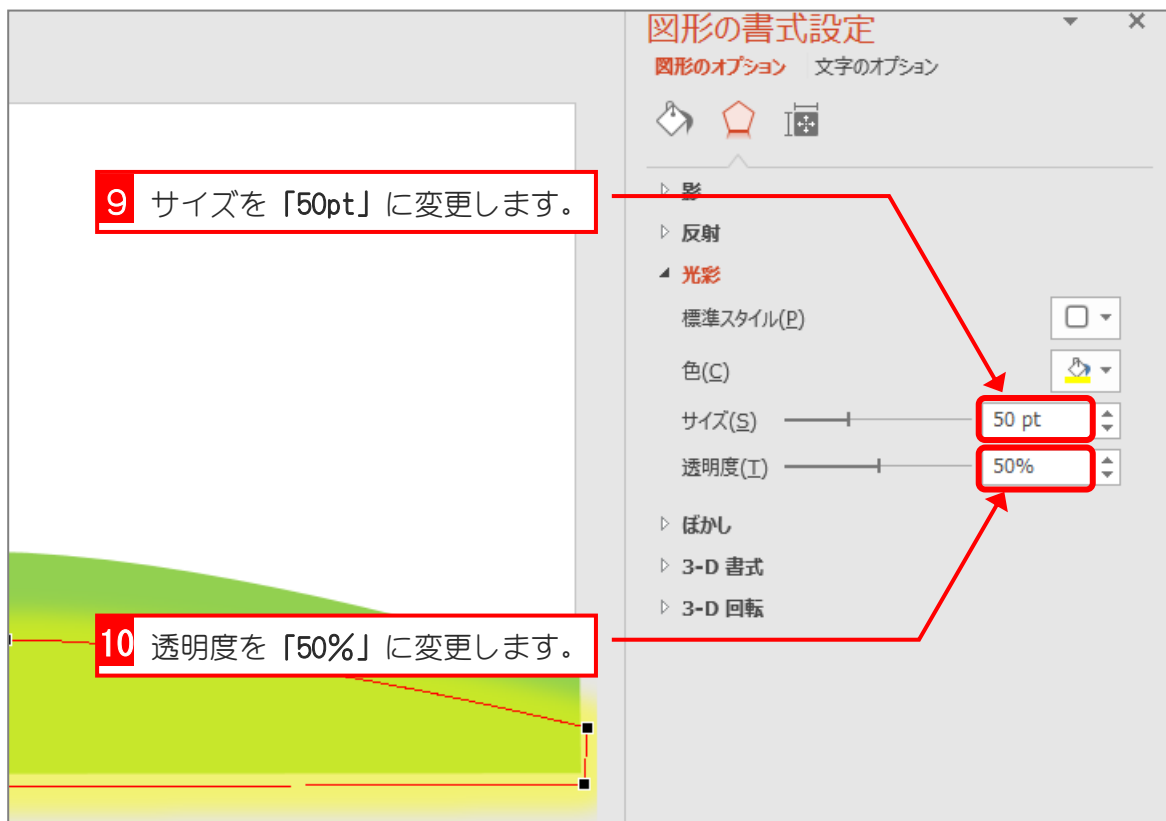 図形の書式設定
図形のオプション 文字のオプション
9 サイズを「50pt」に変更します。
影
反射
光彩
標準スタイル(P)
色(C)
サイズ(S) 50 pt
透明度(T) 50%
ぼかし
3-D 書式
3-D 回転
10 透明度を「50%」に変更します。